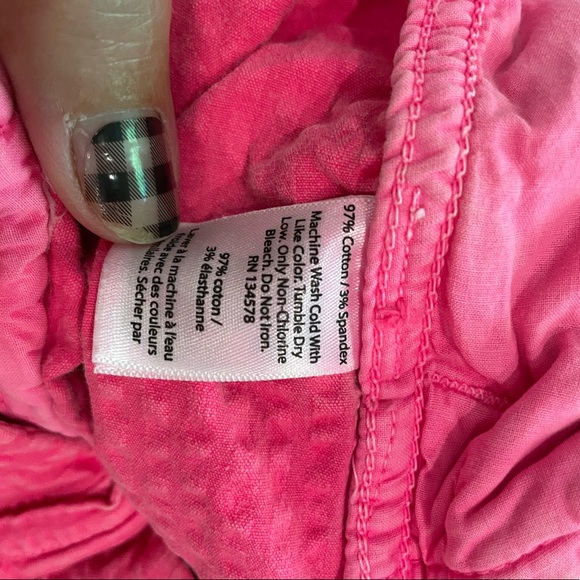 97% Cotton / 3% Spandex
Machine Wash Cold With
Like Color. Tumble Dry
Low. Only Non-Chlorine
Bleach. Do Not Iron.
RN 134578
97% coton /
3% élasthanne
à la machine à l'eau
avec des couleurs
Sécher par